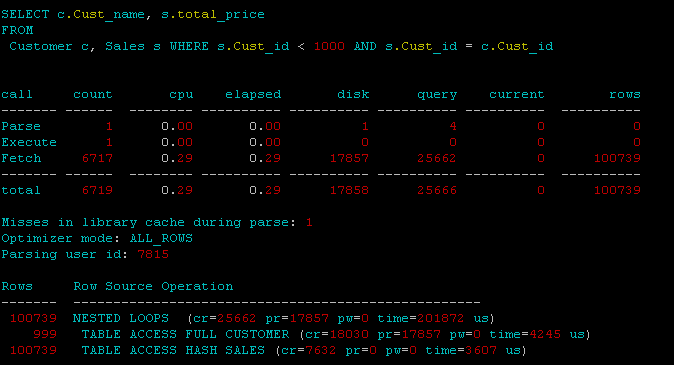 SELECT c.Cust_name, s.total_price
FROM
Customer c, Sales s WHERE s.Cust_id < 1000 AND s.Cust_id = c.Cust_id
call count cpu elapsed disk query current rows
------- ------ -------- ---------- ---------- ---------- ---------- ----------
Parse 1 0.00 0.00 1 4 0 0
Execute 1 0.00 0.00 0 0 0 0
Fetch 6717 0.29 0.29 17857 25662 0 100739
------- ------ -------- ---------- ---------- ---------- ---------- ----------
total 6719 0.29 0.29 17858 25666 0 100739
Misses in library cache during parse: 1
Optimizer mode: ALL_ROWS
Parsing user id: 7815
Rows Row Source Operation
------- ---------------------------------------------------
100739 NESTED LOOPS (cr=25662 pr=17857 pw=0 time=201872 us)
999 TABLE ACCESS FULL CUSTOMER (cr=18030 pr=17857 pw=0 time=4245 us)
100739 TABLE ACCESS HASH SALES (cr=7632 pr=0 pw=0 time=3607 us)